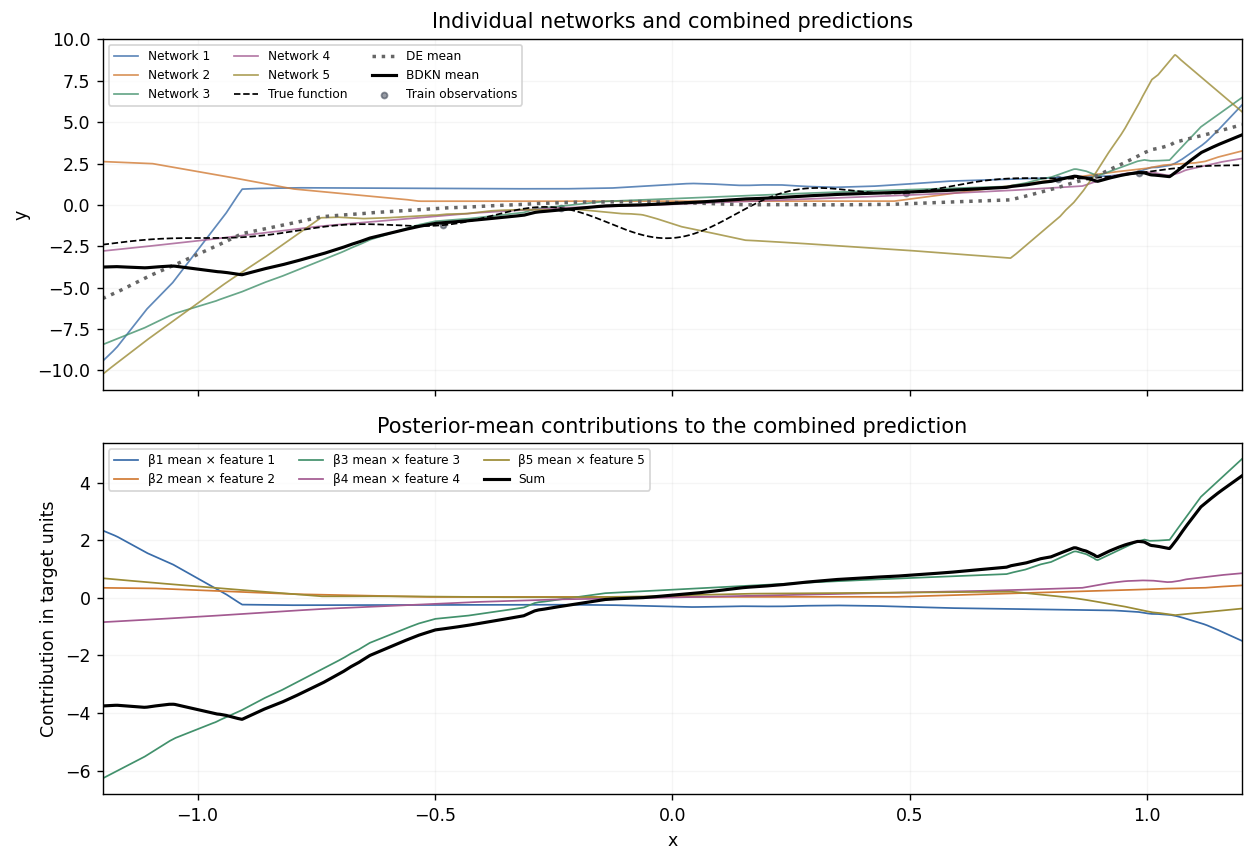 Individual networks and combined predictions
10.0
7.5
5.0
2.5
0.0
−2.5
−5.0
−7.5
−10.0
y
Network 1
Network 2
Network 3
Network 4
Network 5
True function
DE mean
BDKN mean
Train observations
Posterior-mean contributions to the combined prediction
4
2
0
−2
−4
−6
Contribution in target units
β1 mean × feature 1
β2 mean × feature 2
β3 mean × feature 3
β4 mean × feature 4
β5 mean × feature 5
Sum
−1.0
−0.5
0.0
0.5
1.0
x